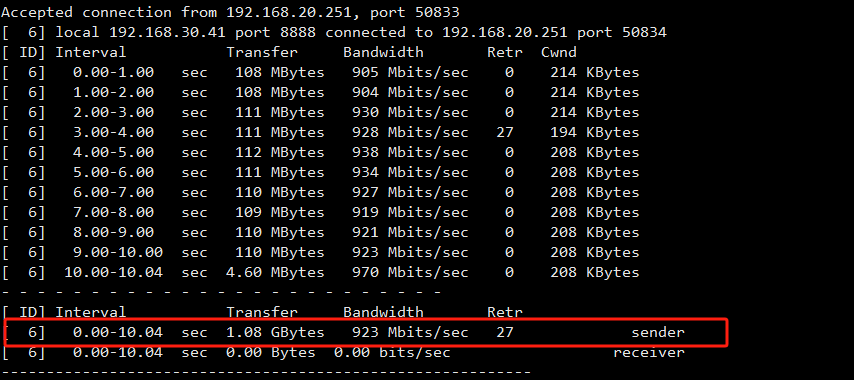 Accepted connection from 192.168.20.251, port 50833
[  6] local 192.168.30.41 port 8888 connected to 192.168.20.251 port 50834
[ ID] Interval           Transfer     Bandwidth       Retr  Cwnd
[  6]   0.00-1.00   sec   108 MBytes   905 Mbits/sec    0    214 KBytes
[  6]   1.00-2.00   sec   108 MBytes   904 Mbits/sec    0    214 KBytes
[  6]   2.00-3.00   sec   111 MBytes   930 Mbits/sec    0    214 KBytes
[  6]   3.00-4.00   sec   111 MBytes   928 Mbits/sec   27    194 KBytes
[  6]   4.00-5.00   sec   112 MBytes   938 Mbits/sec    0    208 KBytes
[  6]   5.00-6.00   sec   111 MBytes   934 Mbits/sec    0    208 KBytes
[  6]   6.00-7.00   sec   110 MBytes   927 Mbits/sec    0    208 KBytes
[  6]   7.00-8.00   sec   109 MBytes   919 Mbits/sec    0    208 KBytes
[  6]   8.00-9.00   sec   110 MBytes   921 Mbits/sec    0    208 KBytes
[  6]   9.00-10.00  sec   110 MBytes   923 Mbits/sec    0    208 KBytes
[  6]  10.00-10.04  sec  4.60 MBytes   970 Mbits/sec    0    208 KBytes
- - - - - - - - - - - - - - - - - - - - - - - - -
[ ID] Interval           Transfer     Bandwidth       Retr
[  6]   0.00-10.04  sec  1.08 GBytes   923 Mbits/sec   27             sender
[  6]   0.00-10.04  sec  0.00 Bytes  0.00 bits/sec                  receiver
-----------------------------------------------------------